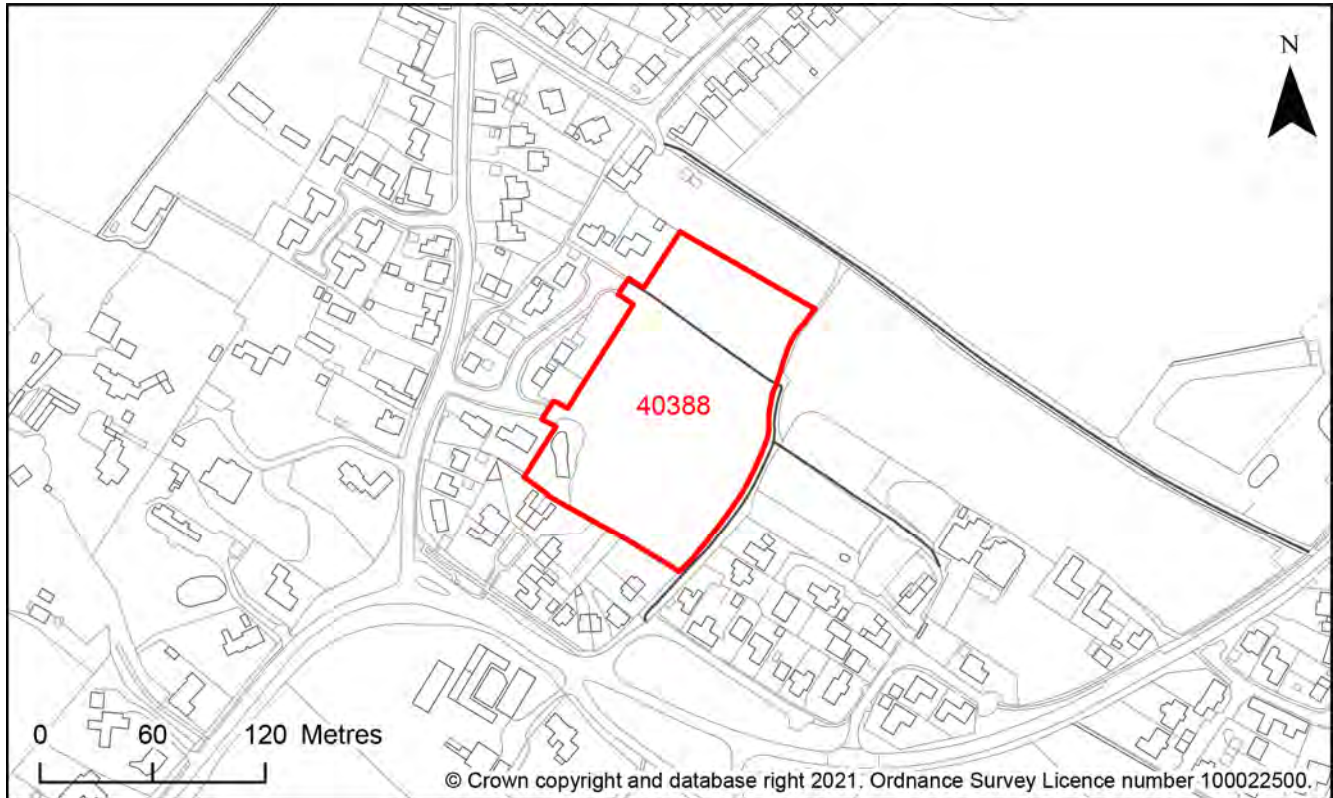 N
40388
0 60 120 Metres
© Crown copyright and database right 2021. Ordnance Survey Licence number 100022500.